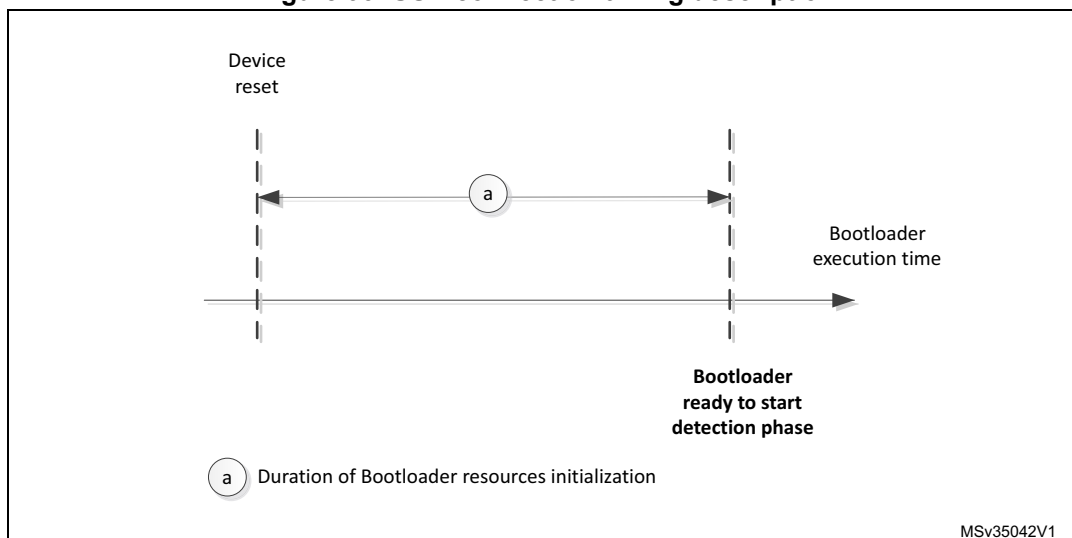 Device
reset
a
Bootloader
execution time
Bootloader
ready to start
detection phase
a Duration of Bootloader resources initialization
MSv35042V1